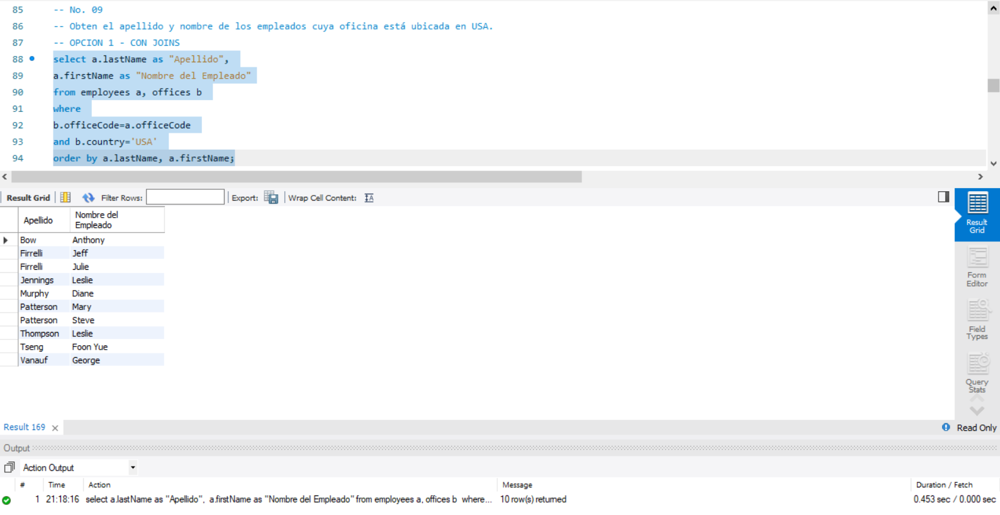 85 -- No. 09
86 -- Obten el apellido y nombre de los empleados cuya oficina está ubicada en USA.
87 -- OPCION 1 - CON JOINS
88 select a.lastName as "Apellido",
89 a.firstName as "Nombre del Empleado"
90 from employees a, offices b
91 where
92 b.officeCode=a.officeCode
93 and b.country='USA'
94 order by a.lastName, a.firstName;
Result Grid Filter Rows: Export: Wrap Cell Content:
Apellido Nombre del
Empleado
Bow Anthony
Firrelli Jeff
Firrelli Julie
Jennings Leslie
Murphy Diane
Patterson Mary
Patterson Steve
Thompson Leslie
Tseng Foon Yue
Vanauf George
Result
Grid
Form
Editor
Field
Types
Query
Stats
Result 169 Read Only
Output
Action Output
# Time Action Message Duration / Fetch
1 21:18:16 select a.lastName as "Apellido", a.firstName as "Nombre del Empleado" from employees a, offices b where... 10 row(s) returned 0.453 sec / 0.000 sec